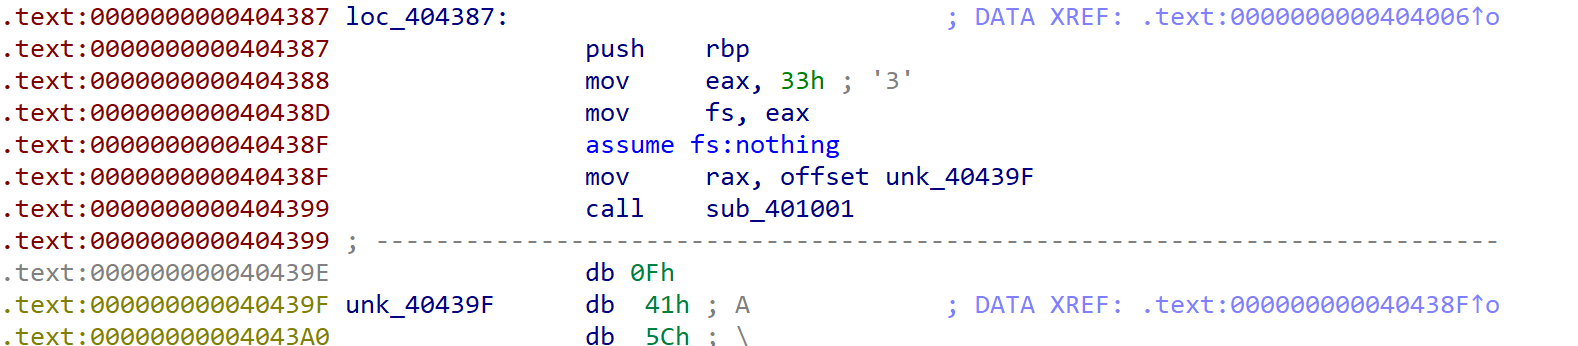 .text:0000000000404387 loc_404387: ; DATA XREF: .text:0000000000404006↑o
.text:0000000000404387 push rbp
.text:0000000000404388 mov eax, 33h ; '3'
.text:000000000040438D mov fs, eax
.text:000000000040438F assume fs:nothing
.text:000000000040438F mov rax, offset unk_40439F
.text:0000000000404399 call sub_401001
.text:0000000000404399 ; ---------------------------------------------------------------------------
.text:000000000040439E db 0Fh
.text:000000000040439F unk_40439F db 41h ; A ; DATA XREF: .text:000000000040438F↑o
.text:00000000004043A0 db 5Ch ; \